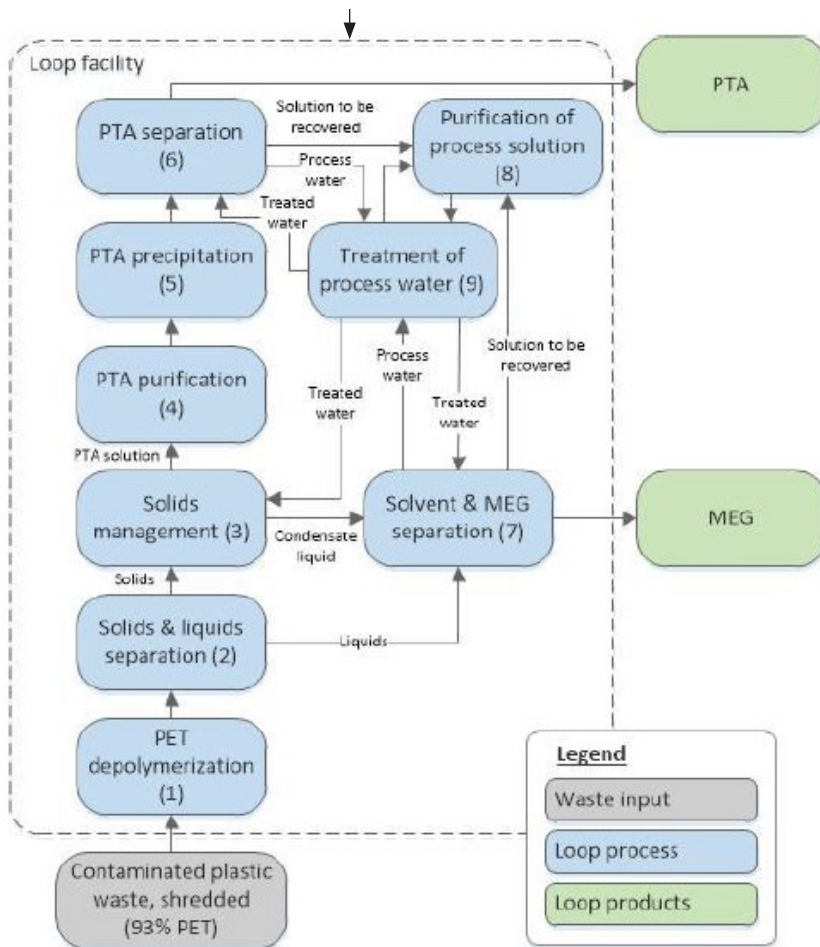 Loop facility
PTA separation
(6)
Solution to be
recovered
Purification of
process solution
(8)
PTA
Process
water
Treated
water
PTA precipitation
(5)
Treatment of
process water (9)
PTA purification
(4)
Treated
water
Process
water
Treated
water
Solution to be
recovered
PTA solution
Solids
management (3)
Condensate
liquid
Solvent & MEG
separation (7)
MEG
Solids
Solids & liquids
separation (2)
Liquids
PET
depolymerization
(1)
Contaminated plastic
waste, shredded
(93% PET)
Legend
Waste input
Loop process
Loop products